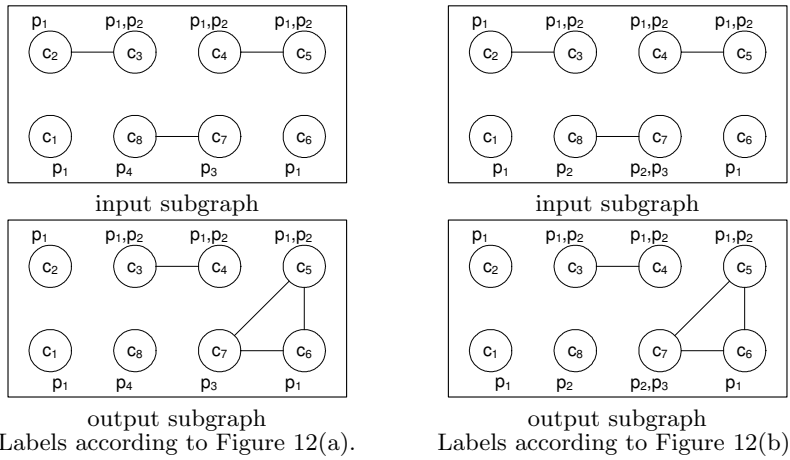 p1 p1,p2 p1,p2 p1,p2
c2 c3 c4 c5
c1 c8 c7 c6
p1 p4 p3 p1
input subgraph
p1 p1,p2 p1,p2 p1,p2
c2 c3 c4 c5
c1 c8 c7 c6
p1 p4 p3 p1
output subgraph
Labels according to Figure 12(a).
p1 p1,p2 p1,p2 p1,p2
c2 c3 c4 c5
c1 c8 c7 c6
p1 p2 p2,p3 p1
input subgraph
p1 p1,p2 p1,p2 p1,p2
c2 c3 c4 c5
c1 c8 c7 c6
p1 p2 p2,p3 p1
output subgraph
Labels according to Figure 12(b)